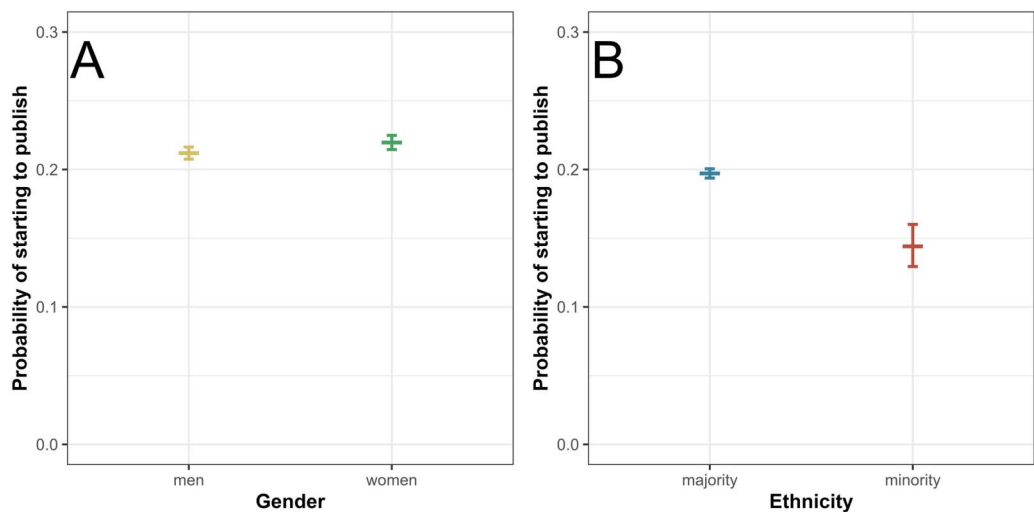 A
Probability of starting to publish
0.3
0.2
0.1
0.0
men
women
Gender
B
Probability of starting to publish
0.3
0.2
0.1
0.0
majority
minority
Ethnicity